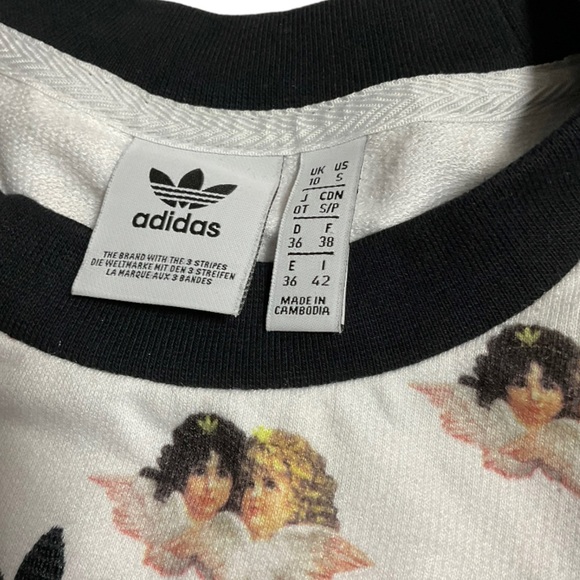 adidas
THE BRAND WITH THE 3 STRIPES
DIE WELTMARKE MIT DEN 3 STREIFEN
LA MARQUE AUX 3 BANDES
UK US
10 S
J CDN
OT S/P
D F
36 38
E I
36 42
MADE IN
CAMBODIA